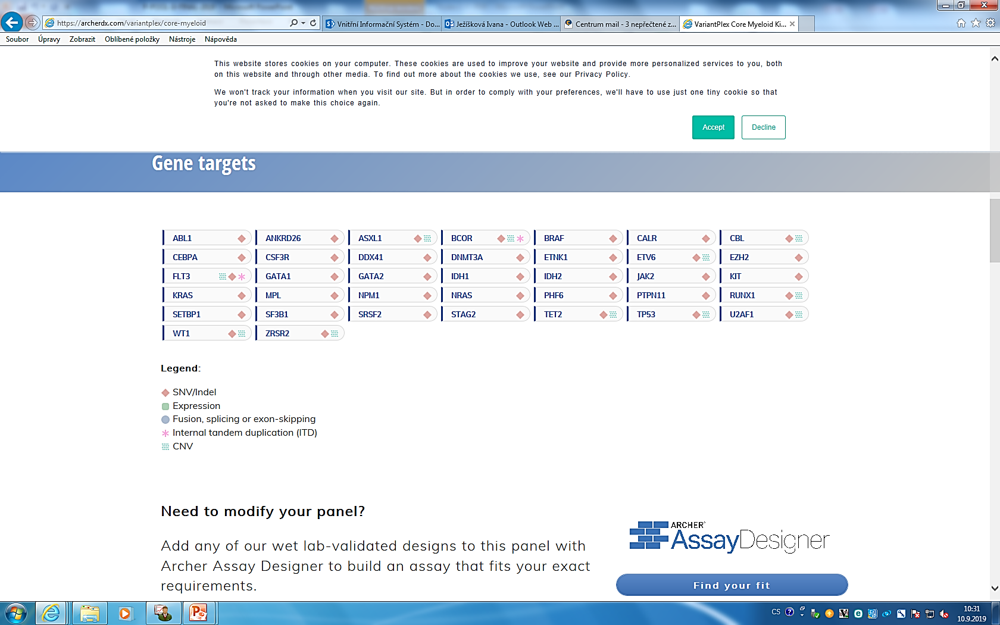 https://archerdx.com/variantplex/core-myeloid
Vnitřní Informační Systém - Do...
Ježíšková Ivana - Outlook Web ...
Centrum mail - 3 nepřečtené z...
VariantPlex Core Myeloid Ki...
Soubor Úpravy Zobrazit Oblíbené položky Nástroje Nápověda
This website stores cookies on your computer. These cookies are used to improve your website and provide more personalized services to you, both
on this website and through other media. To find out more about the cookies we use, see our Privacy Policy.
We won't track your information when you visit our site. But in order to comply with your preferences, we'll have to use just one tiny cookie so that
you're not asked to make this choice again.
Accept Decline
Gene targets
ABL1 ANKRD26 ASXL1 BCOR BRAF CALR CBL
CEBPA CSF3R DDX41 DNMT3A ETNK1 ETV6 EZH2
FLT3 GATA1 GATA2 IDH1 IDH2 JAK2 KIT
KRAS MPL NPM1 NRAS PHF6 PTPN11 RUNX1
SETBP1 SF3B1 SRSF2 STAG2 TET2 TP53 U2AF1
WT1 ZRSR2
Legend:
SNV/Indel
Expression
Fusion, splicing or exon-skipping
Internal tandem duplication (ITD)
CNV
Need to modify your panel?
Add any of our wet lab-validated designs to this panel with
Archer Assay Designer to build an assay that fits your exact
requirements.
ARCHER
AssayDesigner
Find your fit
CS
10:31
10.9.2019